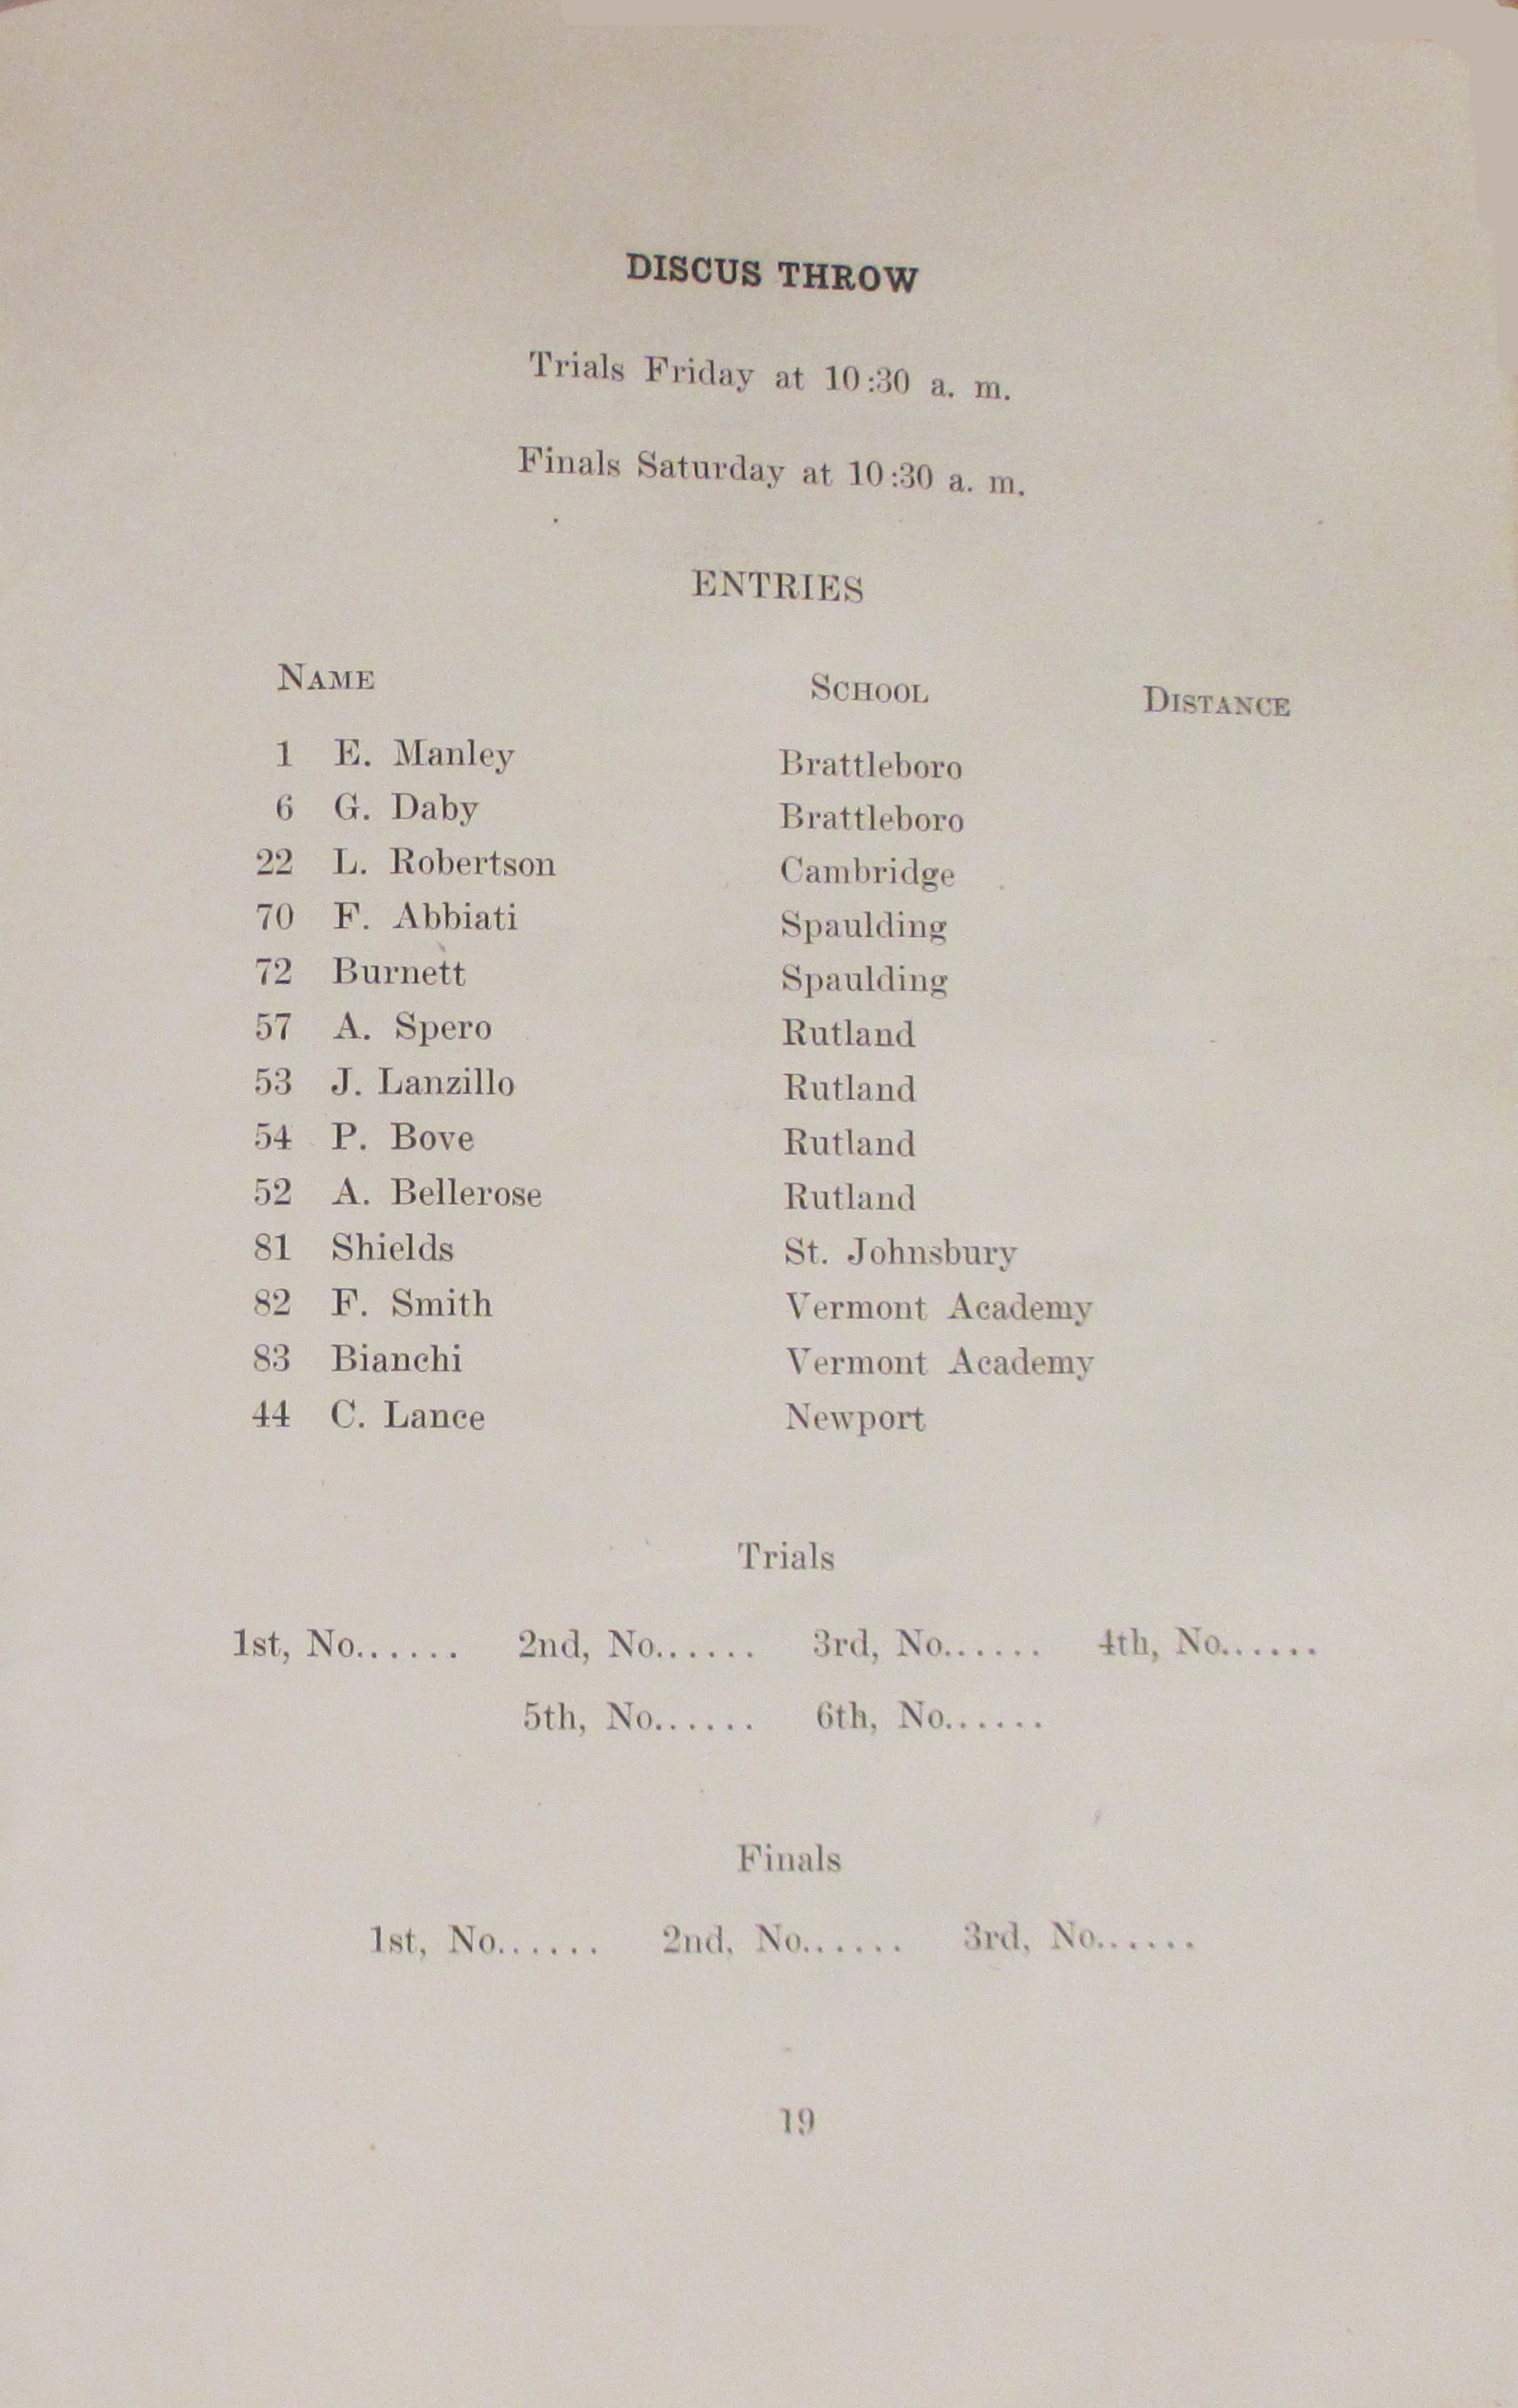 DISCUS THROW
Trials Friday at 10:30 a. m.
Finals Saturday at 10:30 a. m.
ENTRIES
NAME SCHOOL DISTANCE
1 E. Manley Brattleboro
6 G. Daby Brattleboro
22 L. Robertson Cambridge
70 F. Abbiati Spaulding
72 Burnett Spaulding
57 A. Spero Rutland
53 J. Lanzillo Rutland
54 P. Bove Rutland
52 A. Bellerose Rutland
81 Shields St. Johnsbury
82 F. Smith Vermont Academy
83 Bianchi Vermont Academy
44 C. Lance Newport
Trials
1st, No....... 2nd, No....... 3rd, No....... 4th, No.......
5th, No....... 6th, No.......
Finals
1st, No....... 2nd, No....... 3rd, No.......
19